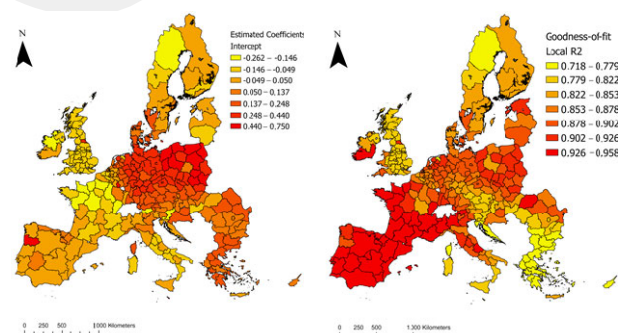 N
Estimated Coefficients
Intercept
-0.262 – -0.146
-0.146 – -0.049
-0.049 – 0.050
0.050 – 0.137
0.137 – 0.248
0.248 – 0.440
0.440 – 0.750
0 250 500 1000 Kilometers
N
Goodness-of-fit
Local R2
0.718 – 0.779
0.779 – 0.822
0.822 – 0.853
0.853 – 0.878
0.878 – 0.902
0.902 – 0.926
0.926 – 0.958
0 250 500 1.000 Kilometers